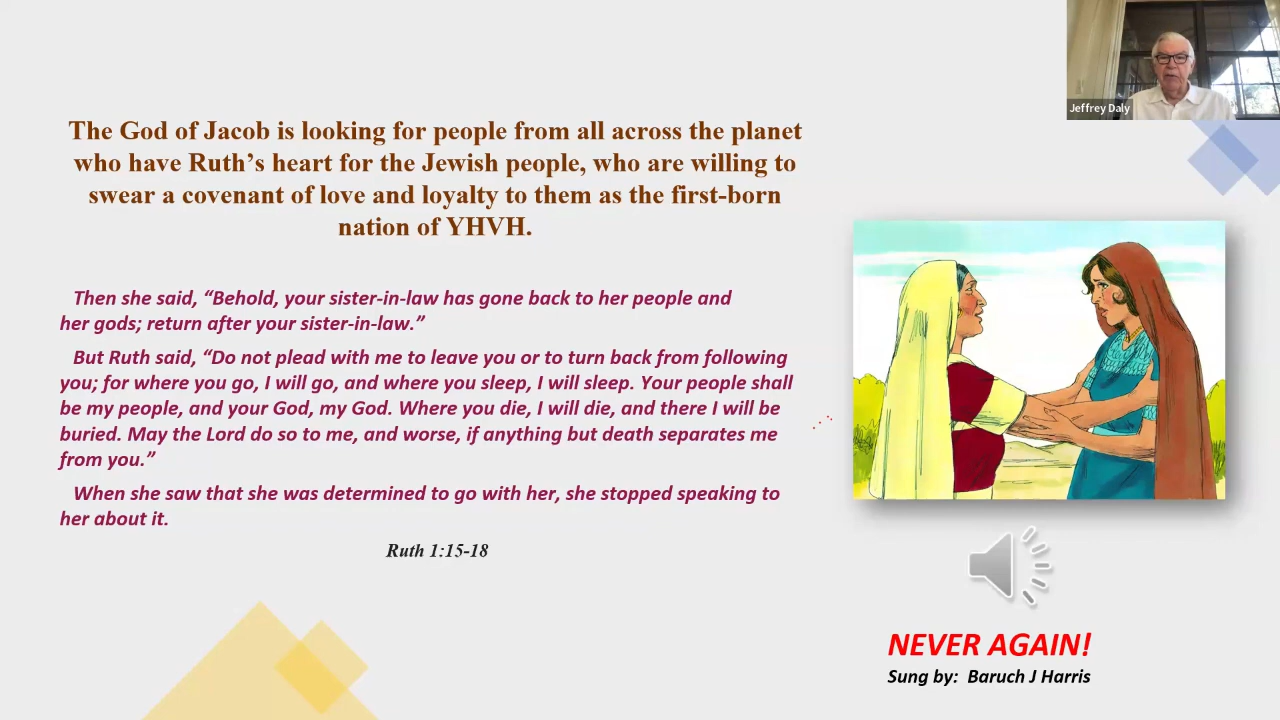 Jeffrey Daly
The God of Jacob is looking for people from all across the planet
who have Ruth’s heart for the Jewish people, who are willing to
swear a covenant of love and loyalty to them as the first-born
nation of YHVH.
Then she said, “Behold, your sister-in-law has gone back to her people and
her gods; return after your sister-in-law.”
But Ruth said, “Do not plead with me to leave you or to turn back from following
you; for where you go, I will go, and where you sleep, I will sleep. Your people shall
be my people, and your God, my God. Where you die, I will die, and there I will be
buried. May the Lord do so to me, and worse, if anything but death separates me
from you.”
When she saw that she was determined to go with her, she stopped speaking to
her about it.
Ruth 1:15-18
NEVER AGAIN!
Sung by:  Baruch J Harris